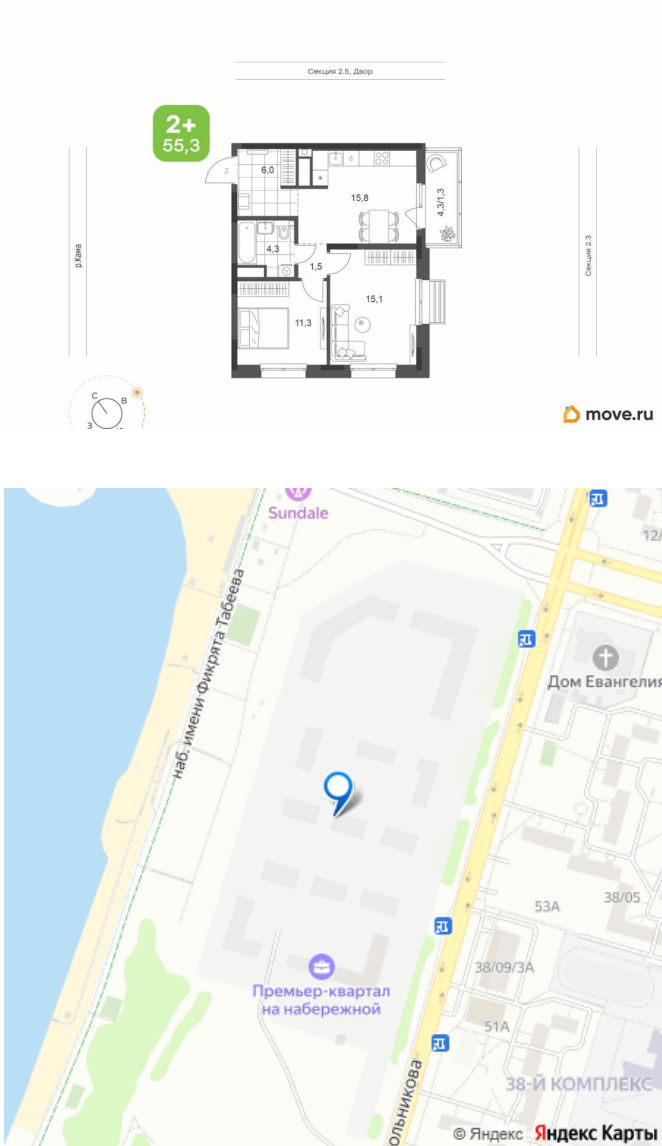 Секция 2.5, Двор
2+
55,3
2
6,0
15,8
4,3/1,3
4,3
1,5
15,1
11,3
р.Кама
Секция 2.3
С
В
З
move.ru
Sundale
12/
наб. имени Фикрята Табеева
Дом Евангелия
53А
38/05
38/09/3А
Премьер-квартал
на набережной
51А
38-Й КОМПЛЕКС
ольникова
© Яндекс Яндекс Карты